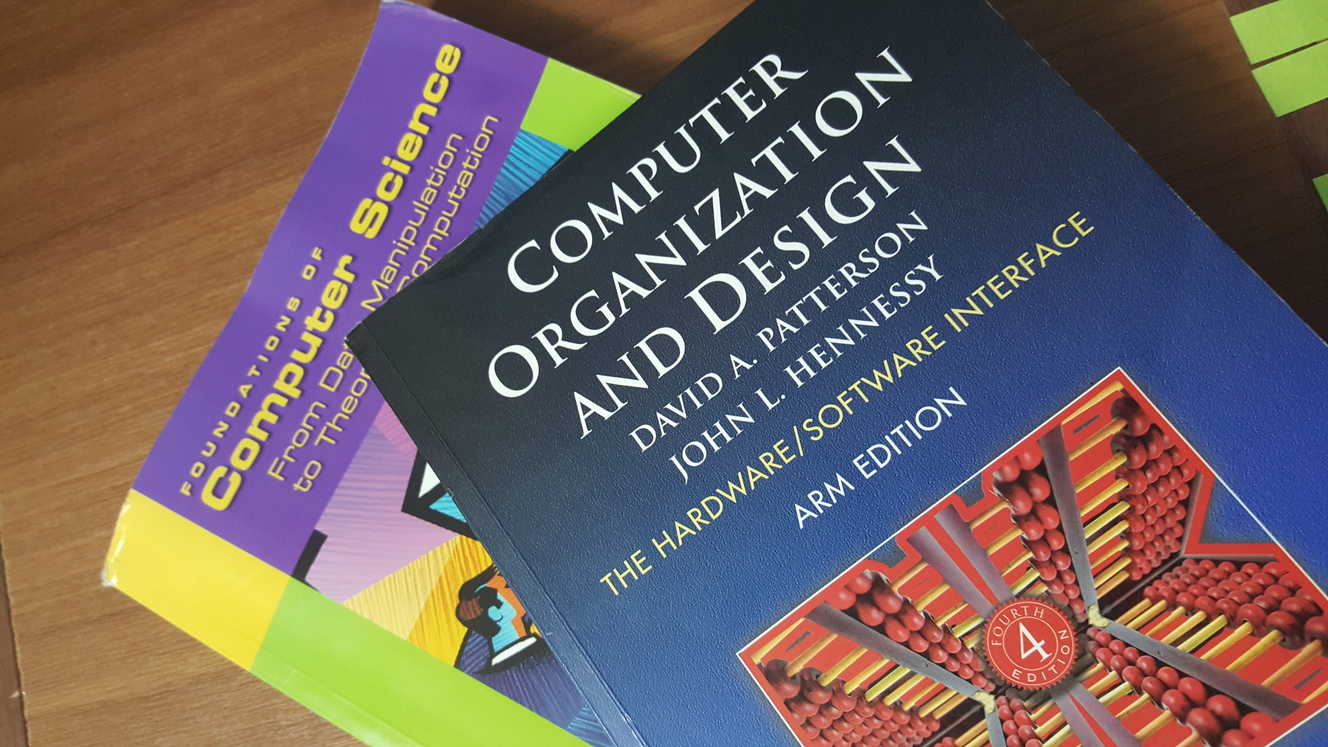 FOUNDATIONS OF
Computer Science
From Data Manipulation
to Theory Computation
COMPUTER
ORGANIZATION
AND DESIGN
DAVID A. PATTERSON
JOHN L. HENNESSY
THE HARDWARE/SOFTWARE INTERFACE
ARM EDITION
FOURTH
4
EDITION